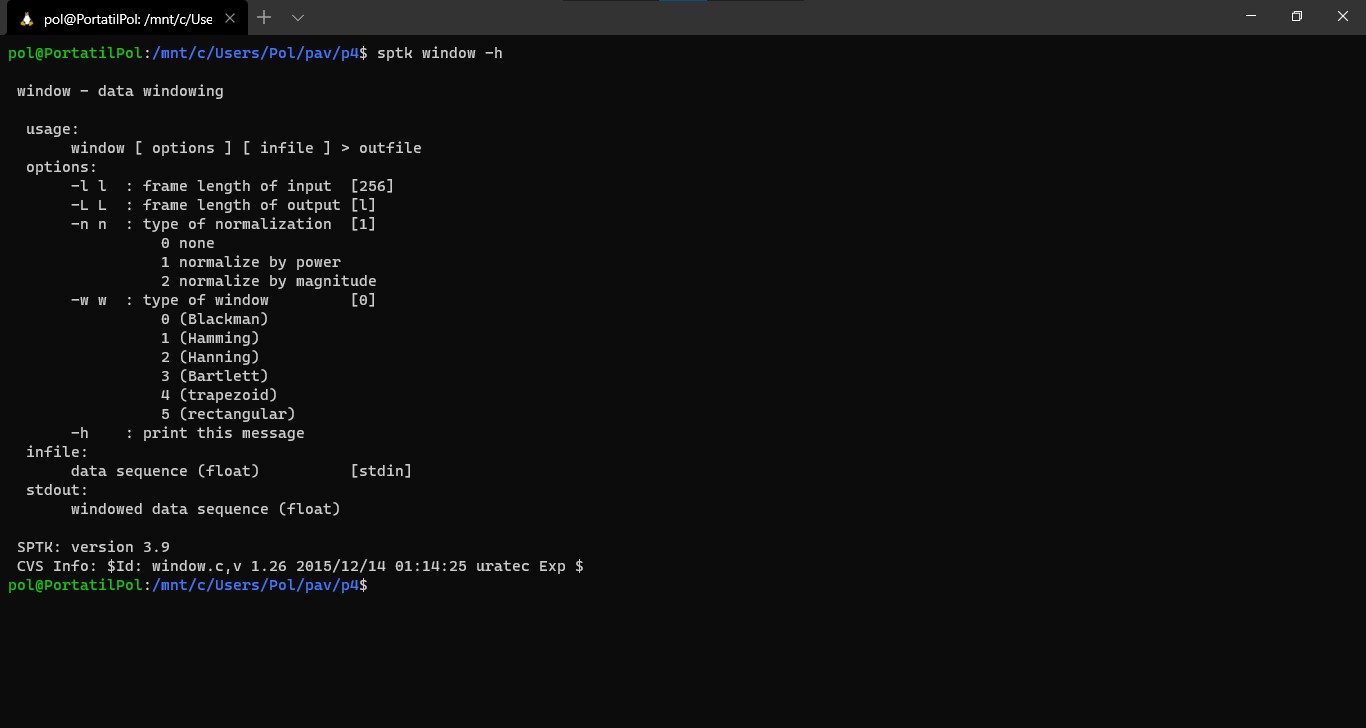 pol@PortatilPol: /mnt/c/Use
pol@PortatilPol:/mnt/c/Users/Pol/pav/p4$ sptk window -h
window - data windowing
usage:
window [ options ] [ infile ] > outfile
options:
-l l : frame length of input [256]
-L L : frame length of output [l]
-n n : type of normalization [1]
0 none
1 normalize by power
2 normalize by magnitude
-w w : type of window [0]
0 (Blackman)
1 (Hamming)
2 (Hanning)
3 (Bartlett)
4 (trapezoid)
5 (rectangular)
-h : print this message
infile:
data sequence (float) [stdin]
stdout:
windowed data sequence (float)
SPTK: version 3.9
CVS Info: $Id: window.c,v 1.26 2015/12/14 01:14:25 uratec Exp $
pol@PortatilPol:/mnt/c/Users/Pol/pav/p4$